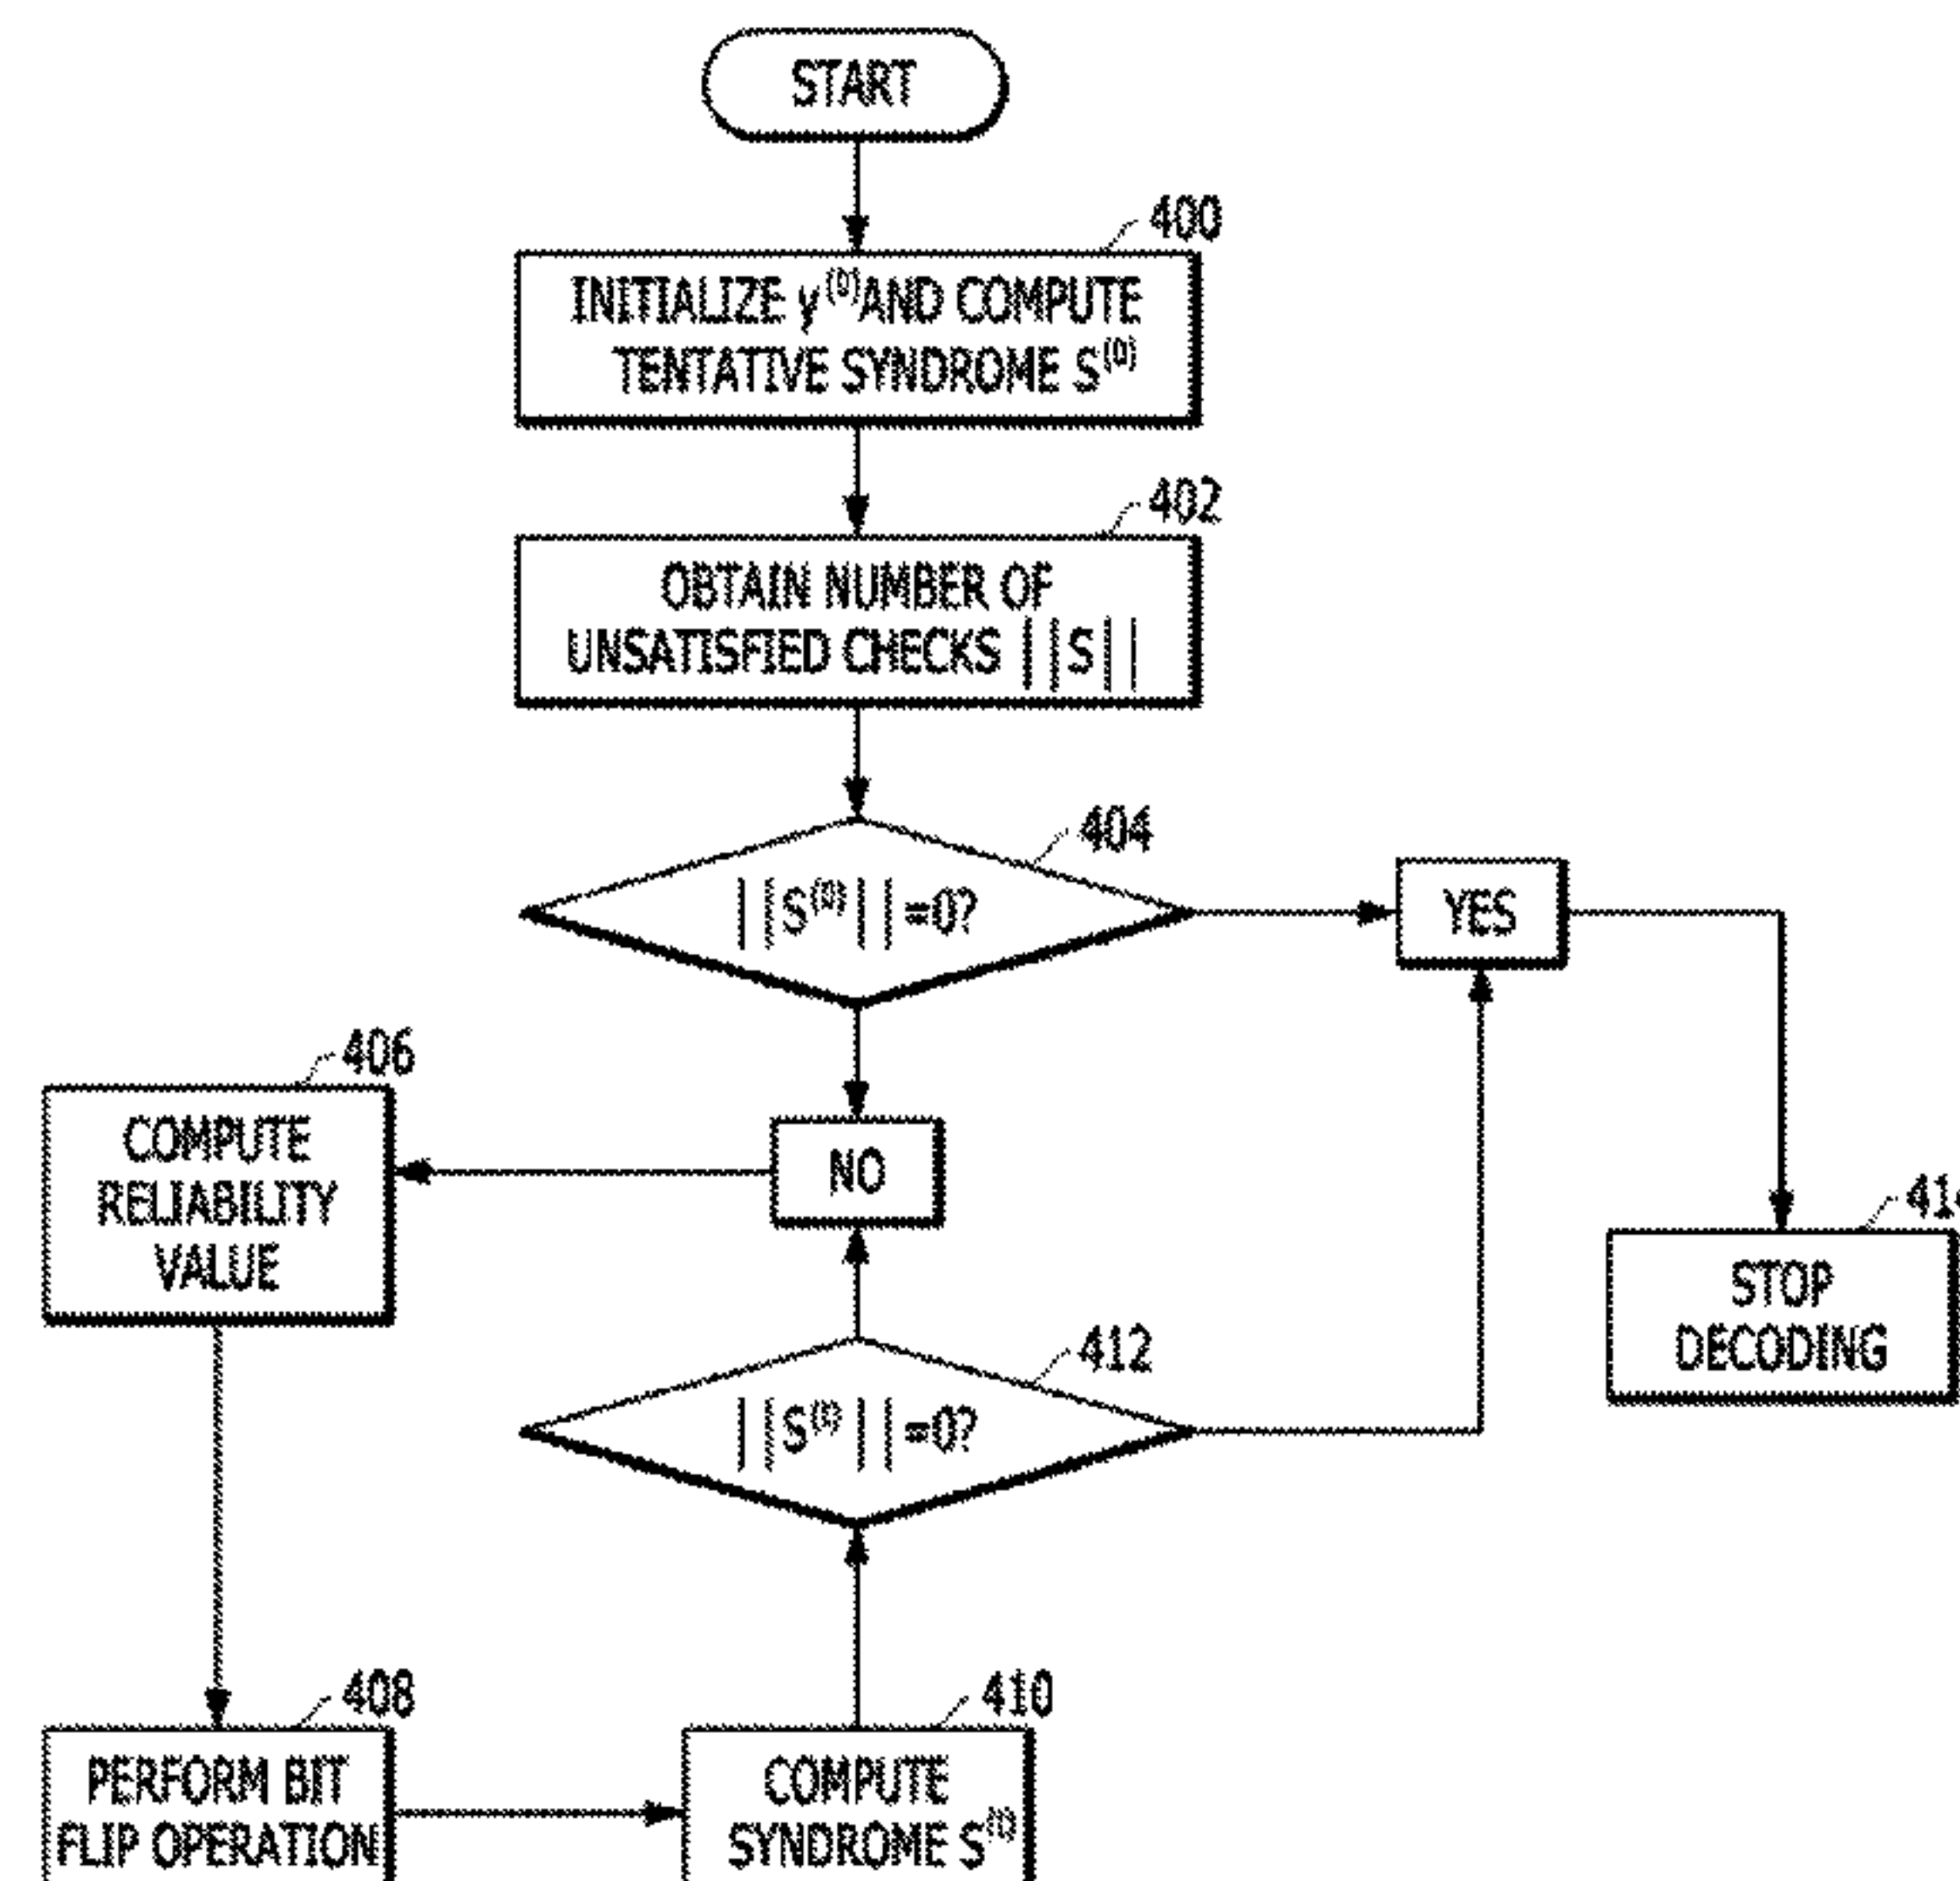 START
400
INITIALIZE y^(0) AND COMPUTE
TENTATIVE SYNDROME S^(0)
402
OBTAIN NUMBER OF
UNSATISFIED CHECKS ||S||
404
||S^(0)||=0?
YES
406
COMPUTE
RELIABILITY
VALUE
NO
STOP
DECODING
412
||S^(t)||=0?
408
PERFORM BIT
FLIP OPERATION
410
COMPUTE
SYNDROME S^(t)